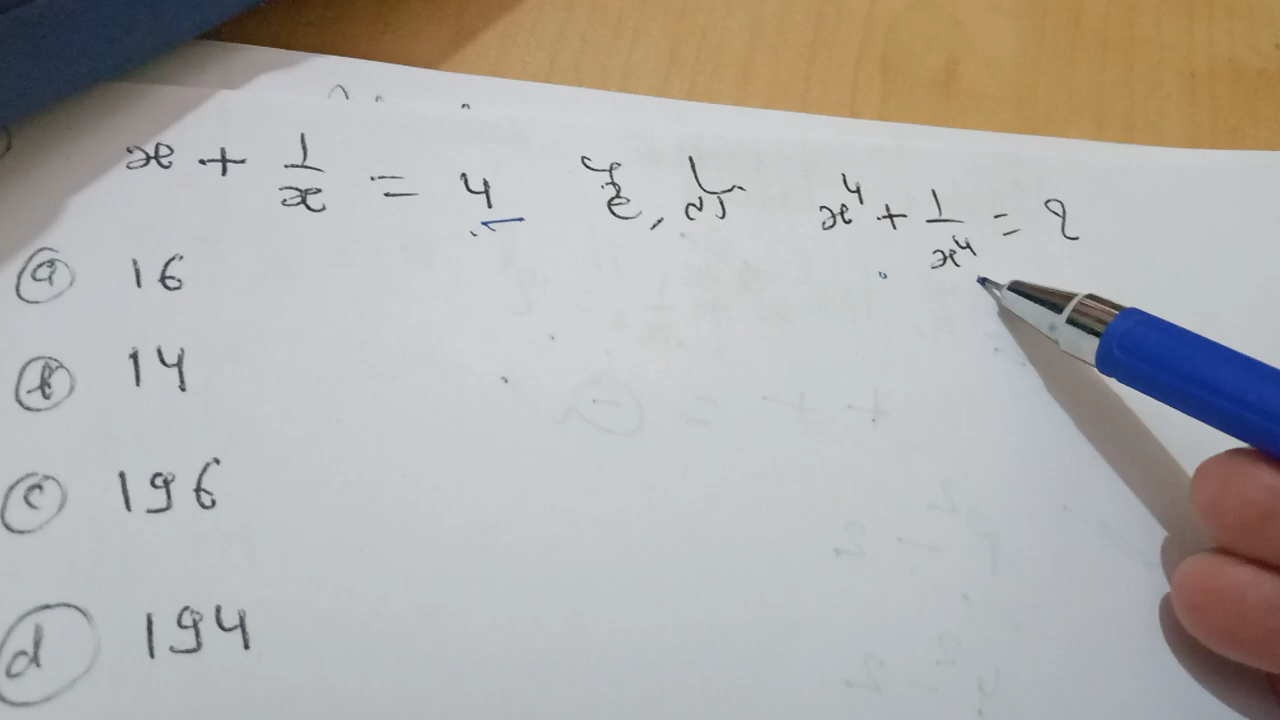 x + 1/x = 4 हो, तो x⁴ + 1/x⁴ = ?
(a) 16
(b) 14
(c) 196
(d) 194